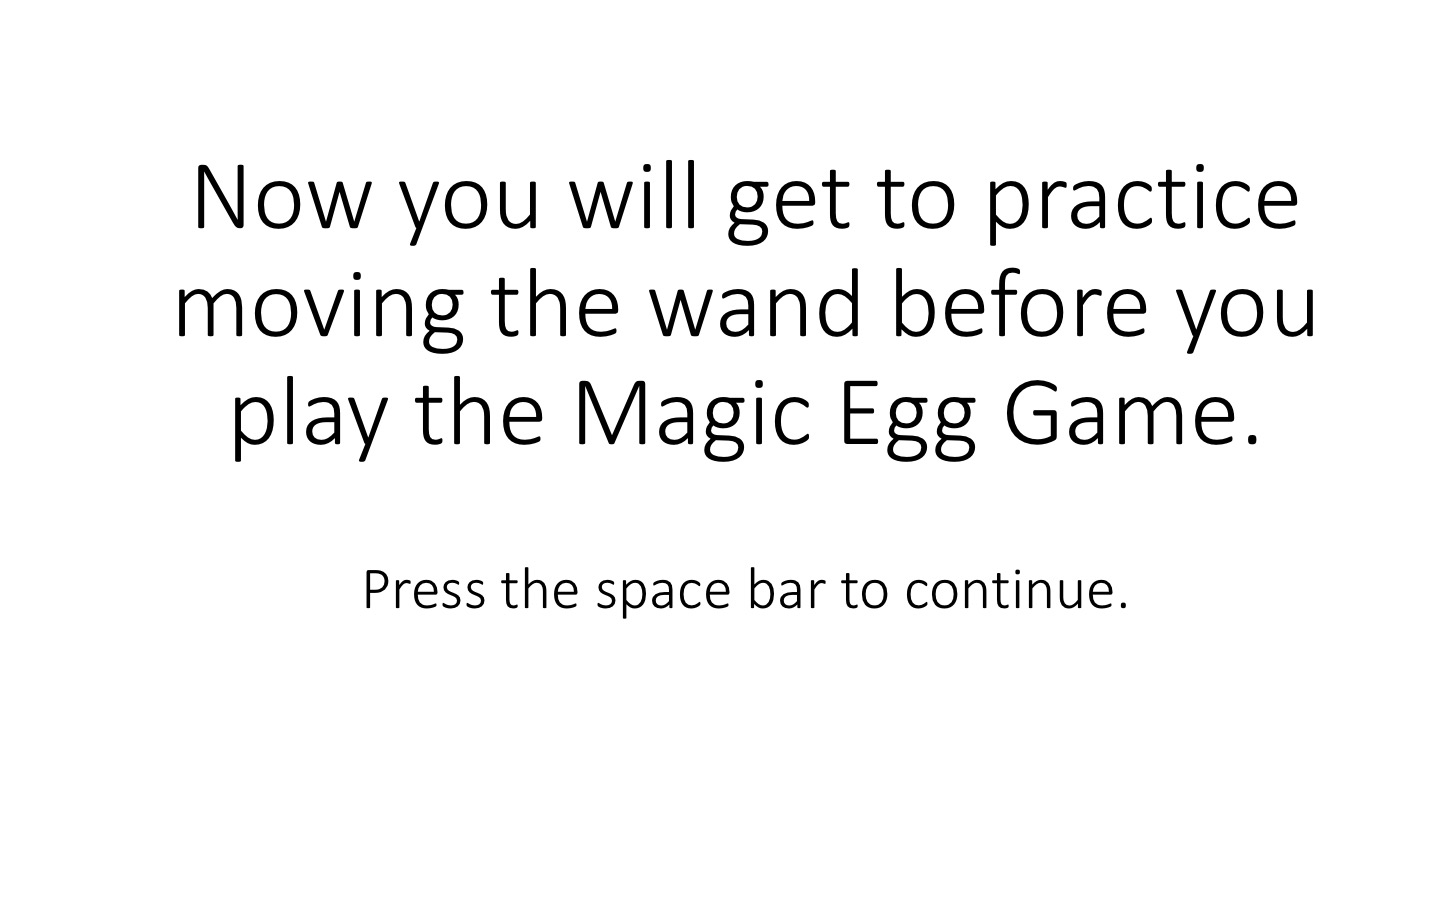 Now you will get to practice
moving the wand before you
play the Magic Egg Game.
Press the space bar to continue.